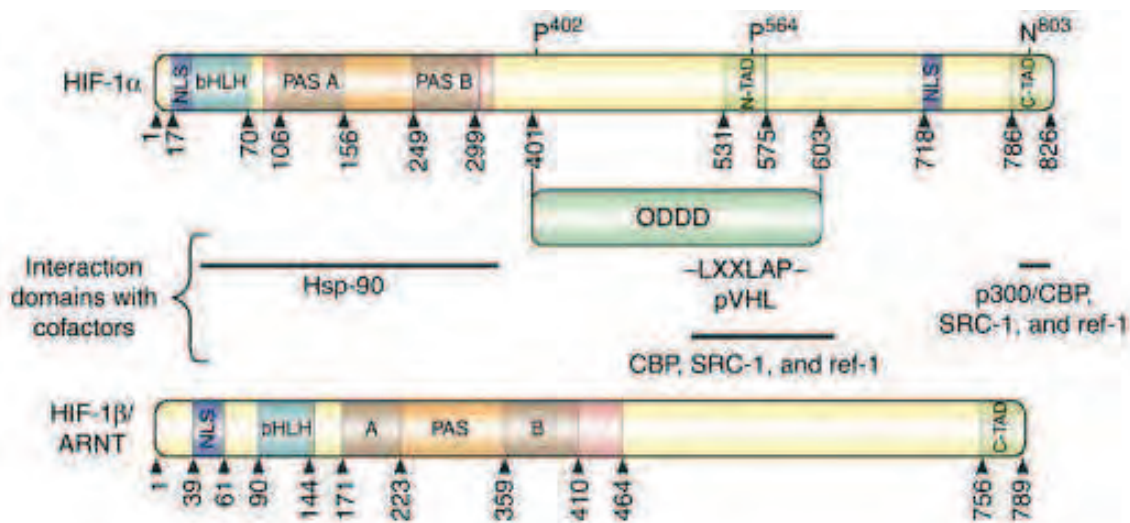 P402 P564 N803
HIF-1α NLS bHLH PAS A PAS B N-TAD NLS C-TAD
1 17 70 106 156 249 299 401 531 575 603 718 786 826
ODDD
Interaction
domains with
cofactors
Hsp-90
–LXXLAP–
pVHL
p300/CBP,
SRC-1, and ref-1
CBP, SRC-1, and ref-1
HIF-1β/
ARNT
NLS bHLH A PAS B C-TAD
1 39 61 90 144 171 223 359 410 464 756 789